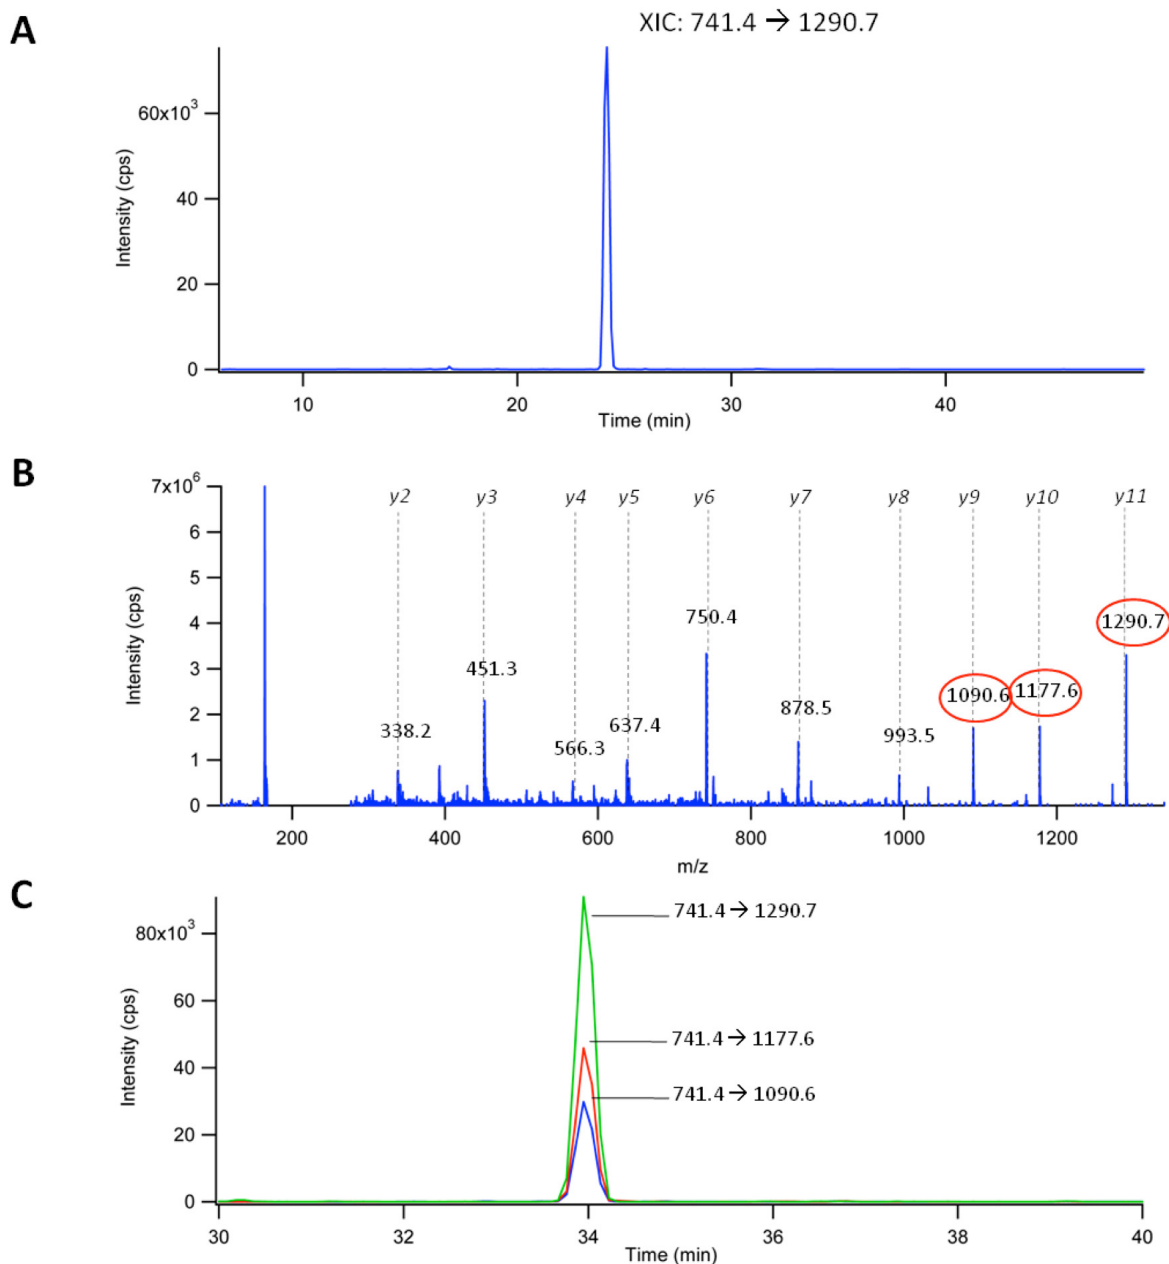 A
XIC: 741.4 → 1290.7
60x10³
40
20
0
Intensity (cps)
10 20 30 40
Time (min)
B
7x10⁶
6
5
4
3
2
1
0
Intensity (cps)
y2 y3 y4 y5 y6 y7 y8 y9 y10 y11
338.2 451.3 566.3 637.4 750.4 878.5 993.5 1090.6 1177.6 1290.7
200 400 600 800 1000 1200
m/z
C
80x10³
60
40
20
0
Intensity (cps)
741.4 → 1290.7
741.4 → 1177.6
741.4 → 1090.6
30 32 34 36 38 40
Time (min)